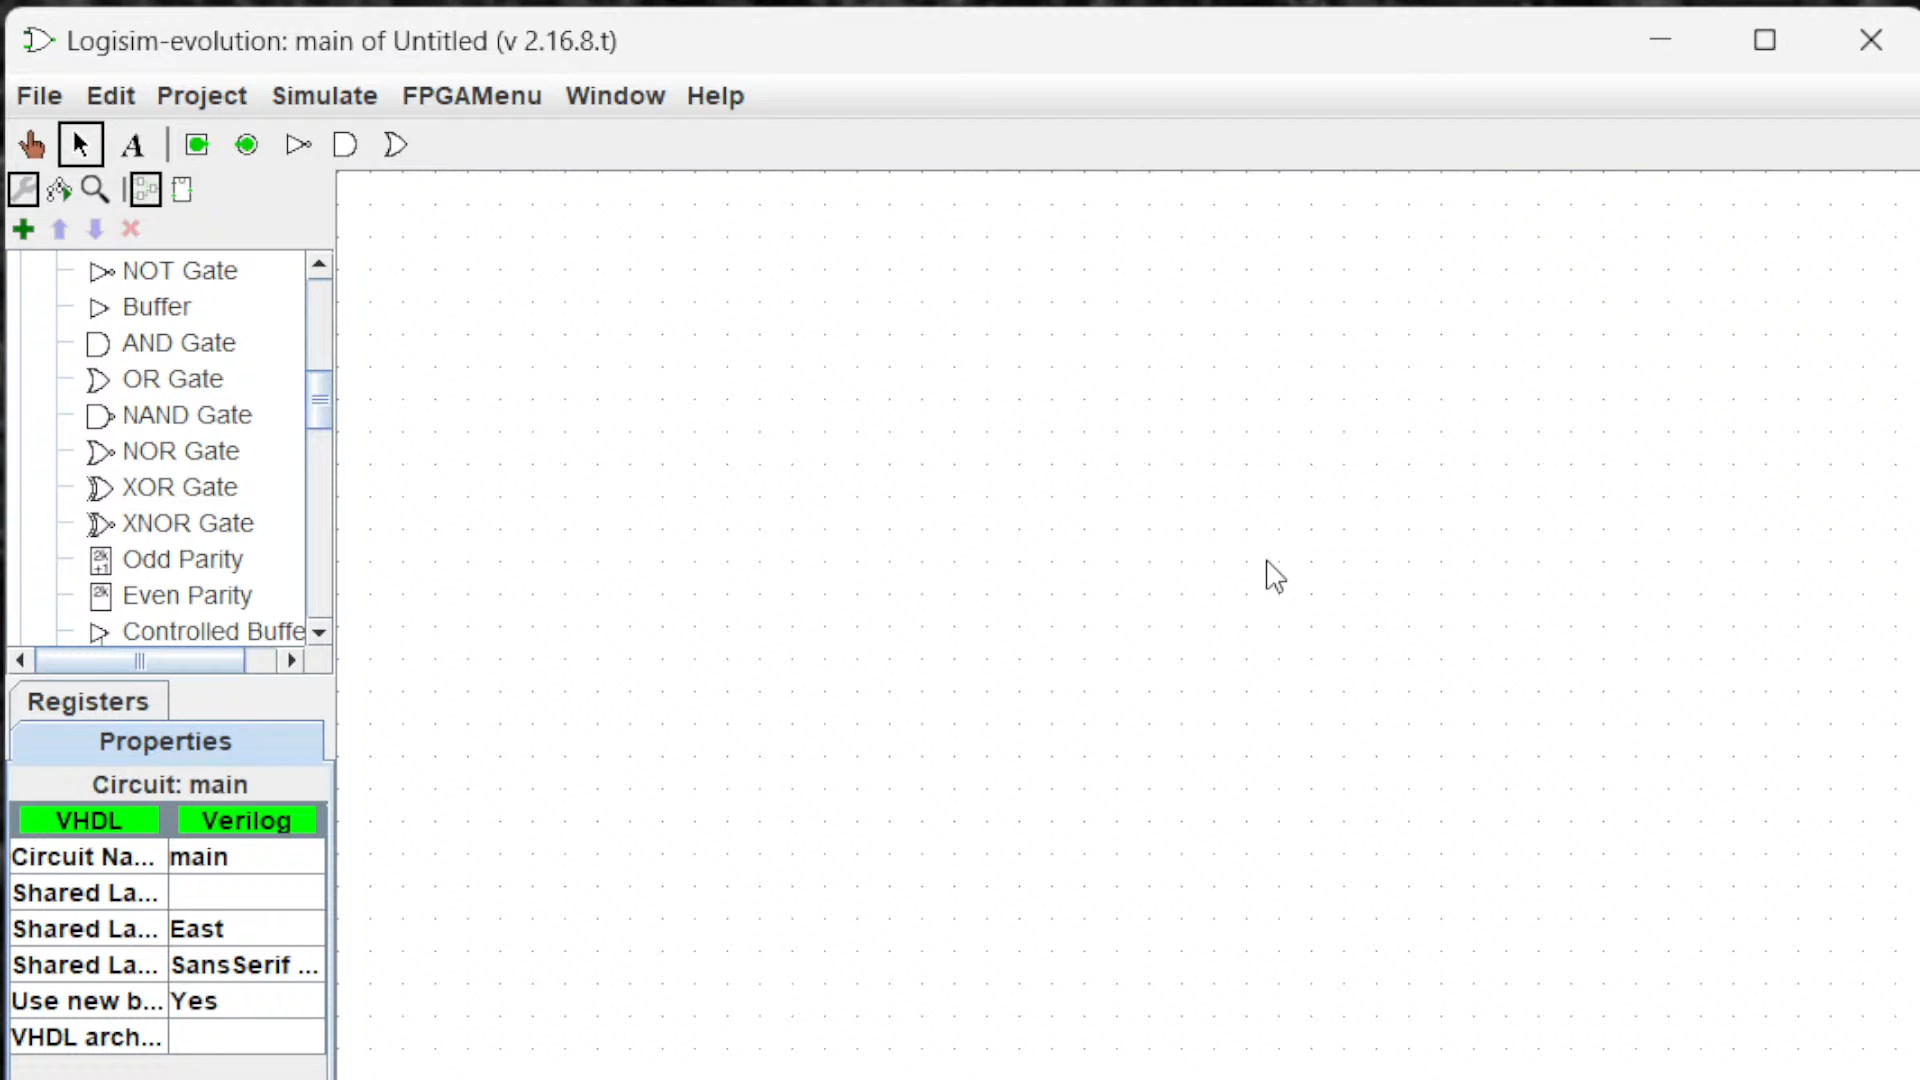 Logisim-evolution: main of Untitled (v 2.16.8.t)
File Edit Project Simulate FPGAMenu Window Help
A
NOT Gate
Buffer
AND Gate
OR Gate
NAND Gate
NOR Gate
XOR Gate
XNOR Gate
2k+1 Odd Parity
2k Even Parity
Controlled Buffe
Registers
Properties
Circuit: main
VHDL Verilog
Circuit Na... main
Shared La...
Shared La... East
Shared La... SansSerif ...
Use new b... Yes
VHDL arch...